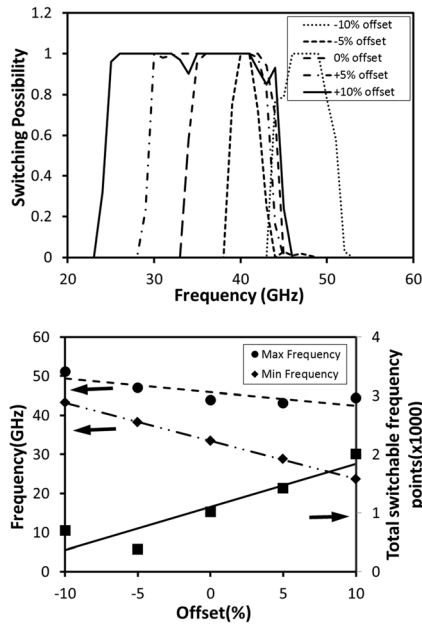 Switching Possibility
1.2
1
0.8
0.6
0.4
0.2
0
-10% offset
-5% offset
0% offset
+5% offset
+10% offset
20 30 40 50 60
Frequency (GHz)
Frequency(GHz)
60
50
40
30
20
10
0
Max Frequency
Min Frequency
4
3
2
1
0
Total switchable frequency
points(x1000)
-10 -5 0 5 10
Offset(%)